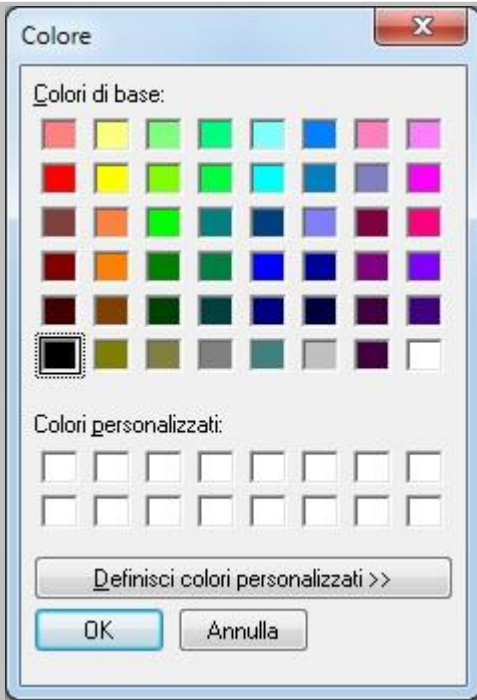 Colore
Colori di base:
Colori personalizzati:
Definisci colori personalizzati >>
OK
Annulla